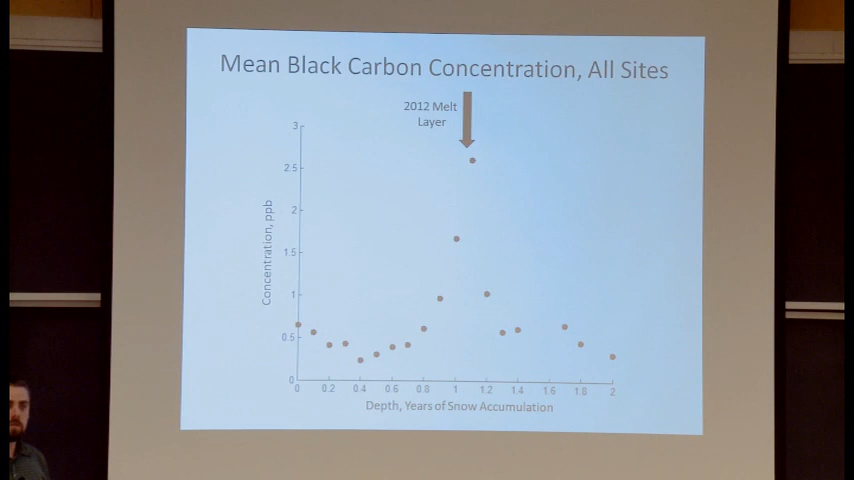 Mean Black Carbon Concentration, All Sites
2012 Melt
Layer
3
2.5
2
1.5
1
0.5
0
Concentration, ppb
0 0.2 0.4 0.6 0.8 1 1.2 1.4 1.6 1.8 2
Depth, Years of Snow Accumulation